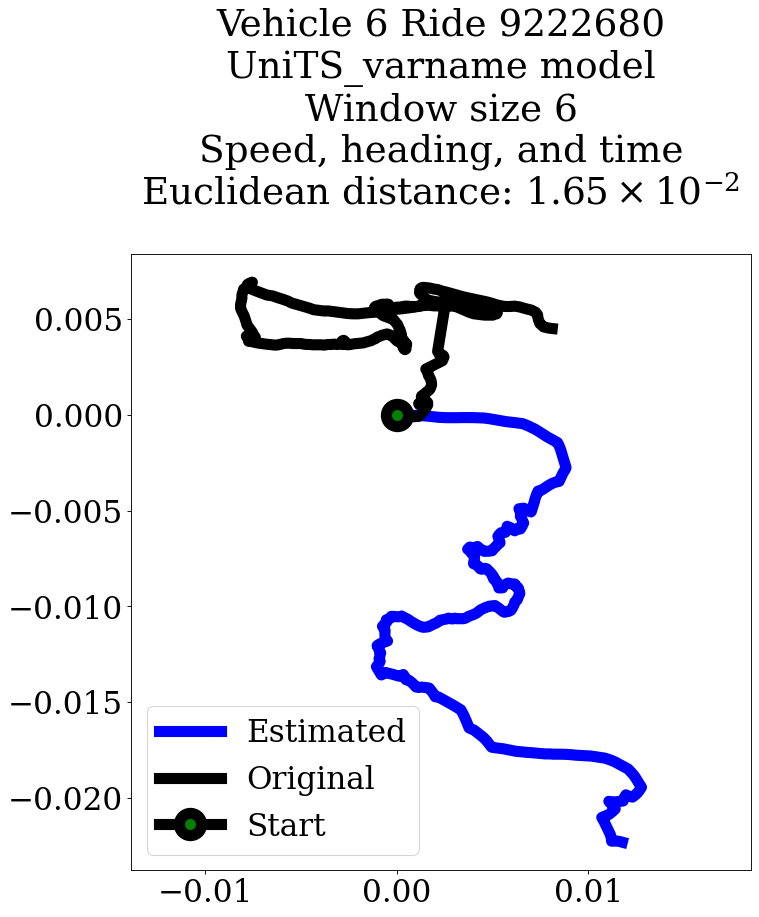 Vehicle 6 Ride 9222680
UniTS_varname model
Window size 6
Speed, heading, and time
Euclidean distance: 1.65 × 10⁻²
0.005
0.000
−0.005
−0.010
−0.015
−0.020
Estimated
Original
Start
−0.01 0.00 0.01